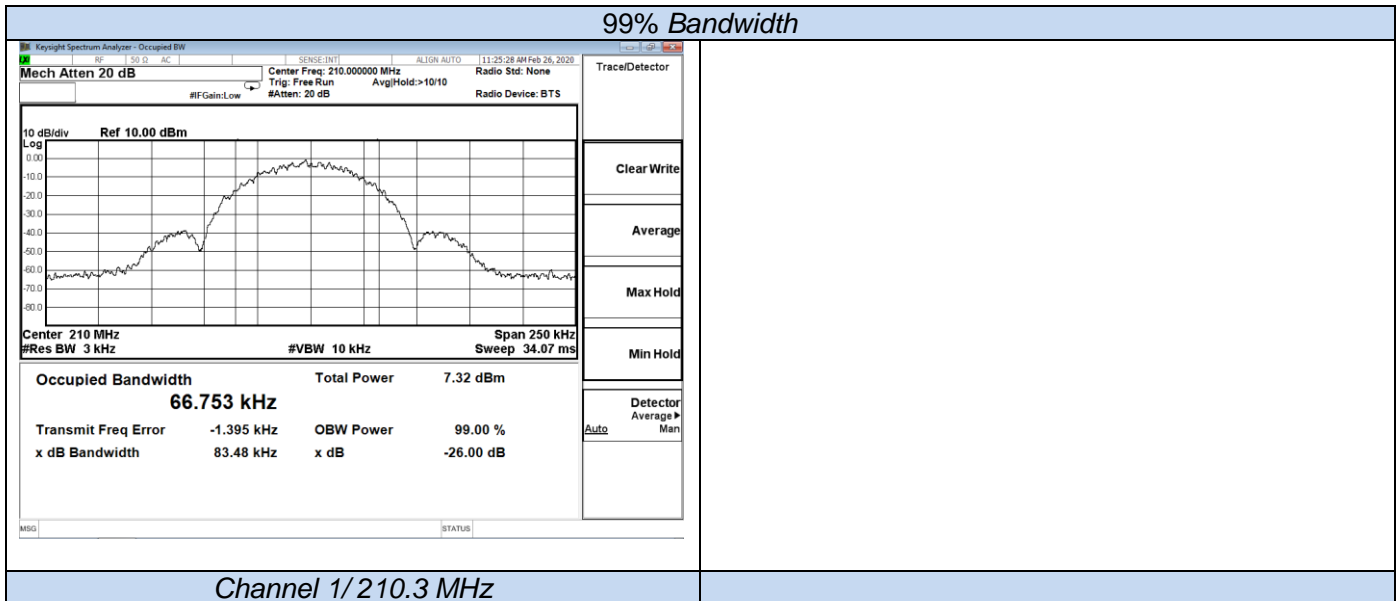 99% Bandwidth
Keysight Spectrum Analyzer - Occupied BW
LXI RF 50 Ω AC SENSE:INT ALIGN AUTO 11:25:28 AM Feb 26, 2020
Mech Atten 20 dB
Center Freq: 210.000000 MHz
Radio Std: None
Trig: Free Run Avg|Hold:>10/10
#IFGain:Low #Atten: 20 dB Radio Device: BTS
Trace/Detector
10 dB/div Ref 10.00 dBm
Log
0.00
-10.0
-20.0
-30.0
-40.0
-50.0
-60.0
-70.0
-80.0
Center 210 MHz Span 250 kHz
#Res BW 3 kHz #VBW 10 kHz Sweep 34.07 ms
Clear Write
Average
Max Hold
Min Hold
Detector
Average►
Auto Man
Occupied Bandwidth Total Power 7.32 dBm
66.753 kHz
Transmit Freq Error -1.395 kHz OBW Power 99.00 %
x dB Bandwidth 83.48 kHz x dB -26.00 dB
MSG STATUS
Channel 1/ 210.3 MHz